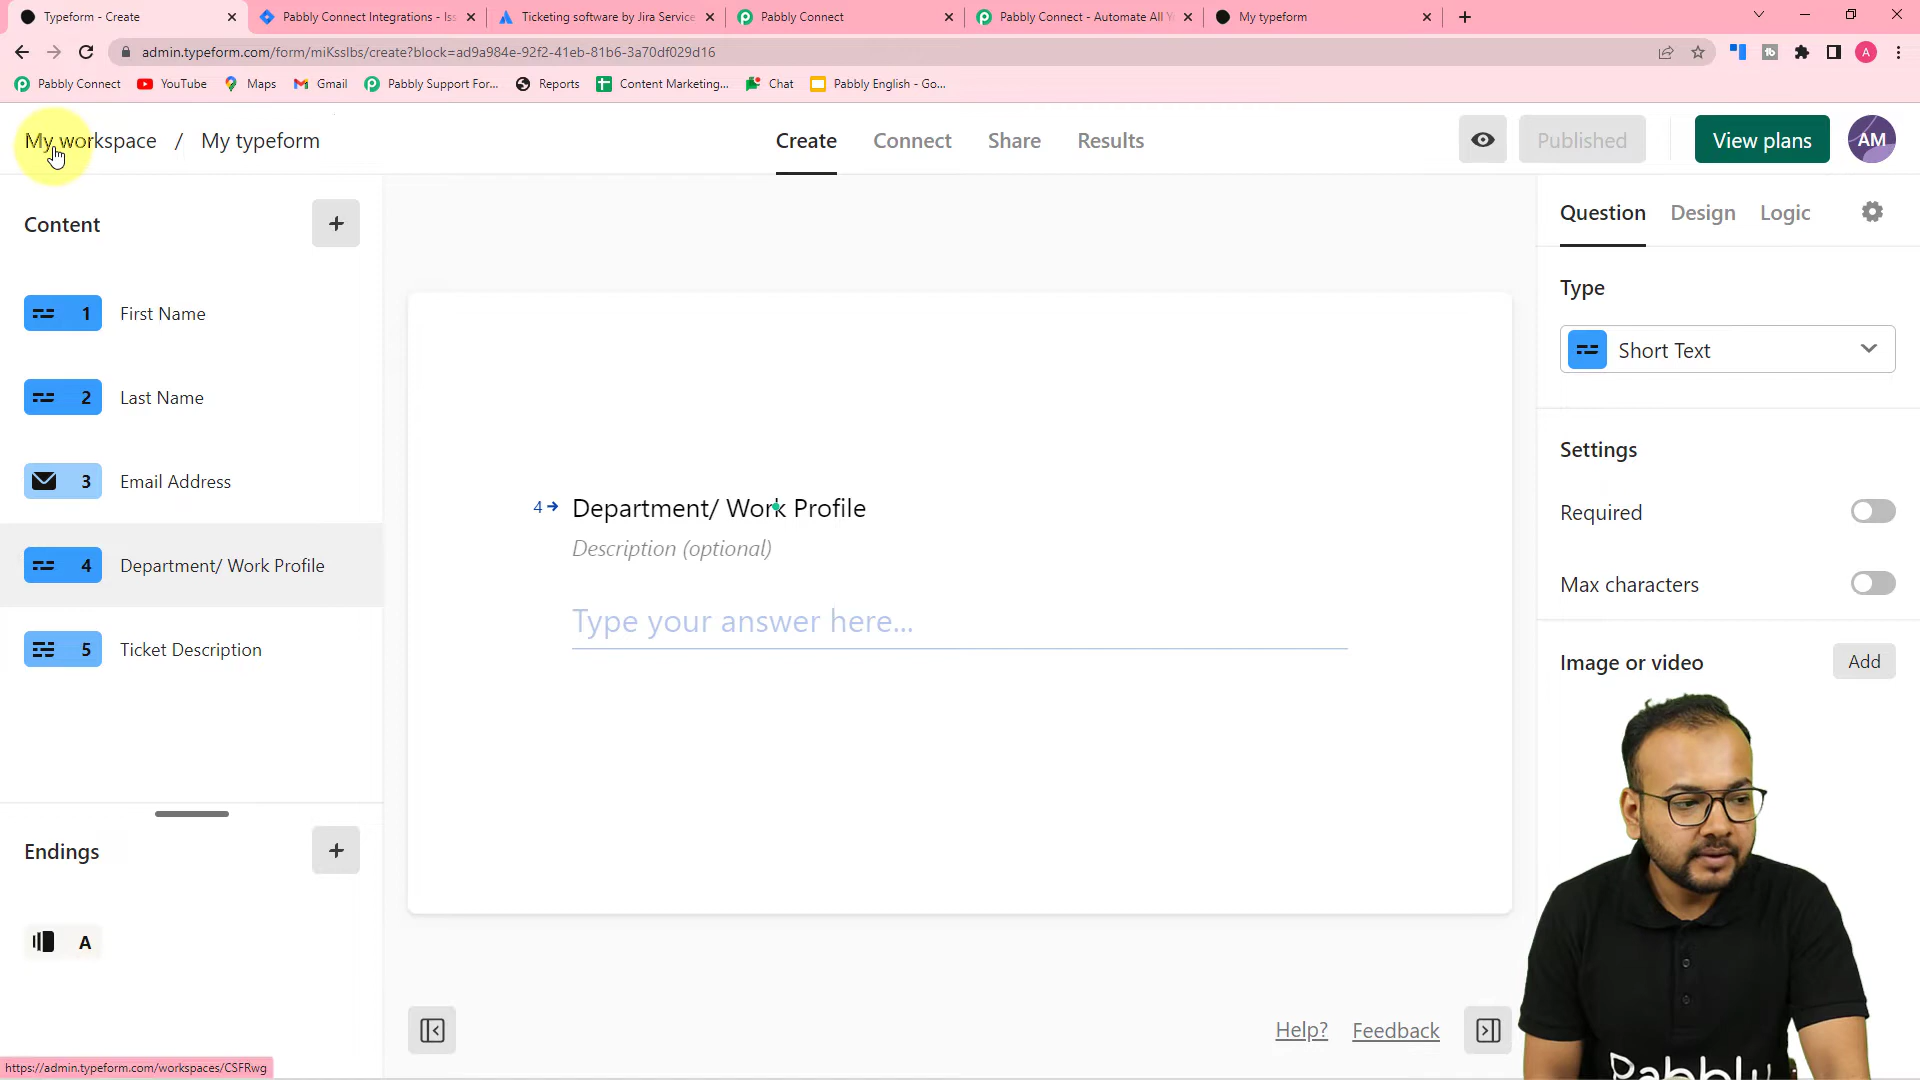 Typeform - Create
Pabbly Connect Integrations - Iss
Ticketing software by Jira Service
Pabbly Connect
Pabbly Connect - Automate All Y
My typeform
admin.typeform.com/form/miKsslbs/create?block=ad9a984e-92f2-41eb-81b6-3a70df029d16
A
Pabbly Connect
YouTube
Maps
Gmail
Pabbly Support For...
Reports
Content Marketing...
Chat
Pabbly English - Go...
My workspace / My typeform
Create
Connect
Share
Results
Published
View plans
AM
Content
Question
Design
Logic
1 First Name
2 Last Name
3 Email Address
4 Department/ Work Profile
5 Ticket Description
Type
Short Text
Settings
Required
Max characters
Image or video
Add
4 Department/ Work Profile
Description (optional)
Type your answer here...
Endings
A
Help?
Feedback
https://admin.typeform.com/workspaces/CSFRwg
Pabbly